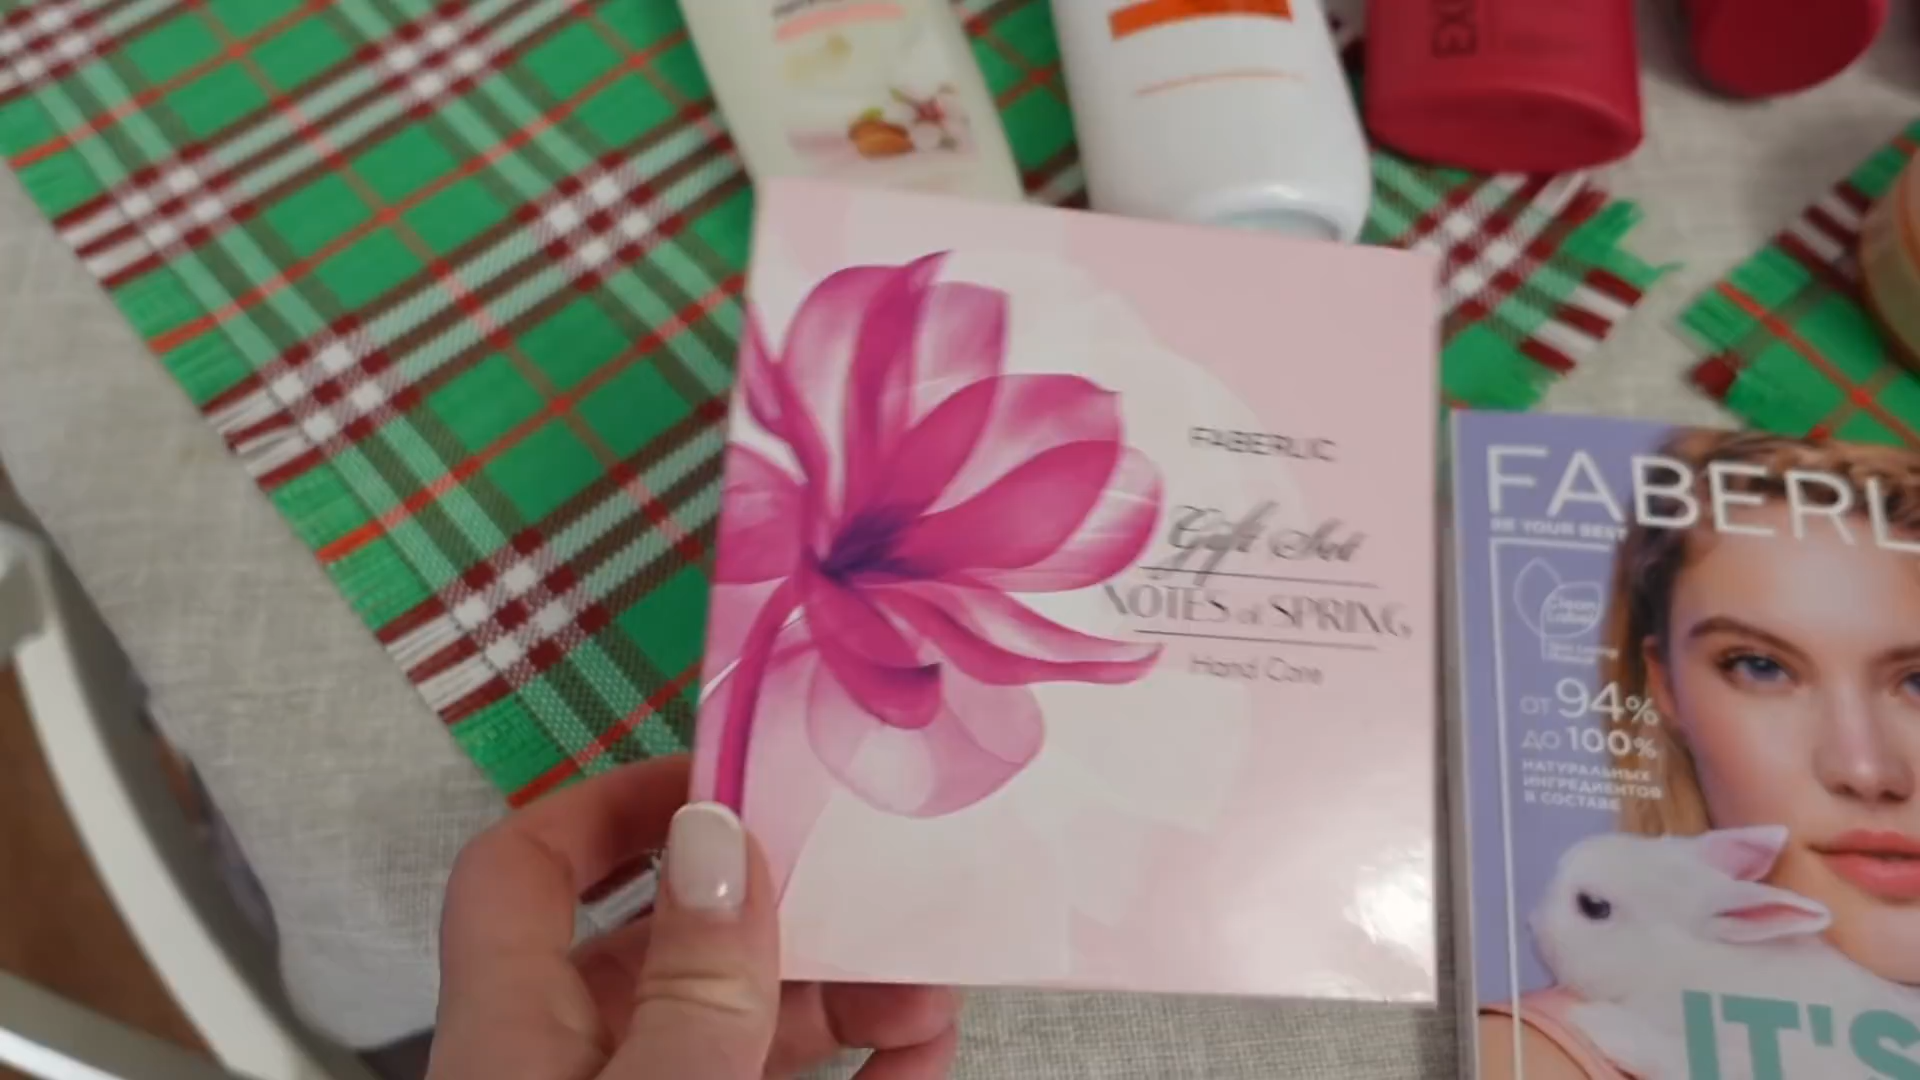 FABERLIC
Gift Set
NOTES of SPRING
Hand Care
FABERL
BE YOUR BEST
ОТ 94%
ДО 100%
НАТУРАЛЬНЫХ
ИНГРЕДИЕНТОВ
В СОСТАВЕ
IT'S